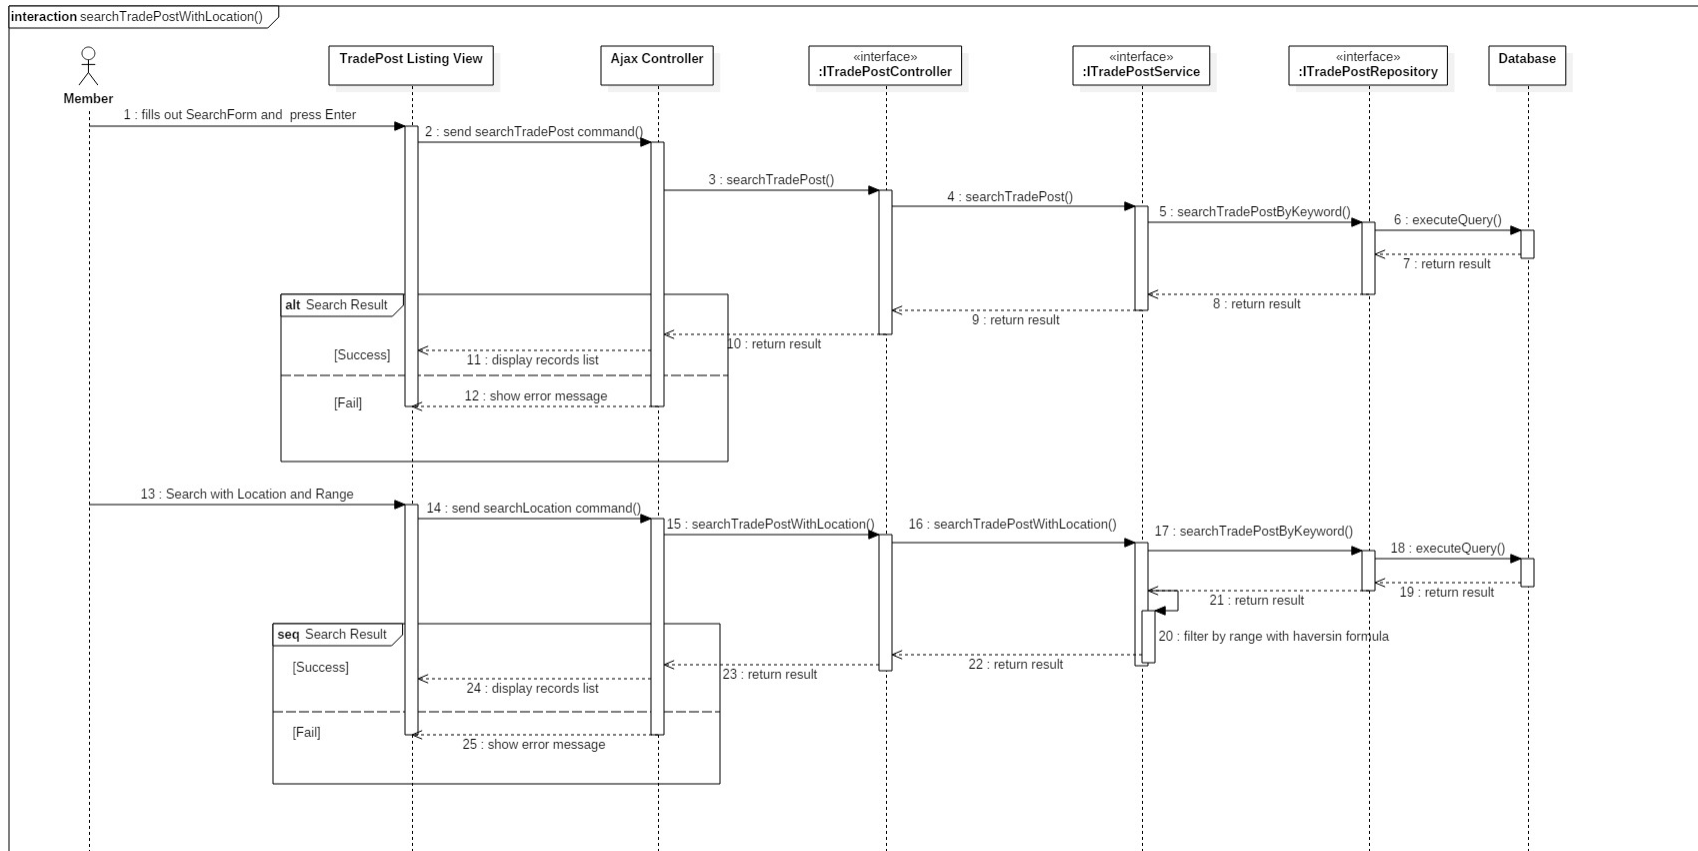 interaction searchTradePostWithLocation()
Member
TradePost Listing View
Ajax Controller
«interface»
:ITradePostController
«interface»
:ITradePostService
«interface»
:ITradePostRepository
Database
1 : fills out SearchForm and  press Enter
2 : send searchTradePost command()
3 : searchTradePost()
4 : searchTradePost()
5 : searchTradePostByKeyword()
6 : executeQuery()
7 : return result
8 : return result
9 : return result
10 : return result
alt Search Result
[Success]
11 : display records list
12 : show error message
[Fail]
13 : Search with Location and Range
14 : send searchLocation command()
15 : searchTradePostWithLocation()
16 : searchTradePostWithLocation()
17 : searchTradePostByKeyword()
18 : executeQuery()
19 : return result
21 : return result
20 : filter by range with haversin formula
22 : return result
23 : return result
seq Search Result
[Success]
24 : display records list
[Fail]
25 : show error message